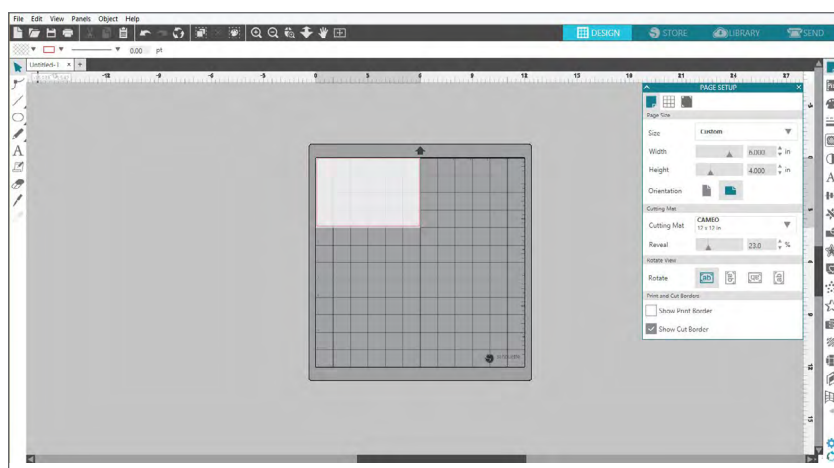 File Edit View Panels Object Help
DESIGN STORE LIBRARY SEND
0.00 pt
Untitled-1 × +
PAGE SETUP
Page Size
Size Custom
Width 6.000 in
Height 4.000 in
Orientation
Cutting Mat
Cutting Mat CAMEO
12 x 12 in
Reveal 23.0 %
Rotate View
Rotate
Print and Cut Borders
Show Print Border
Show Cut Border